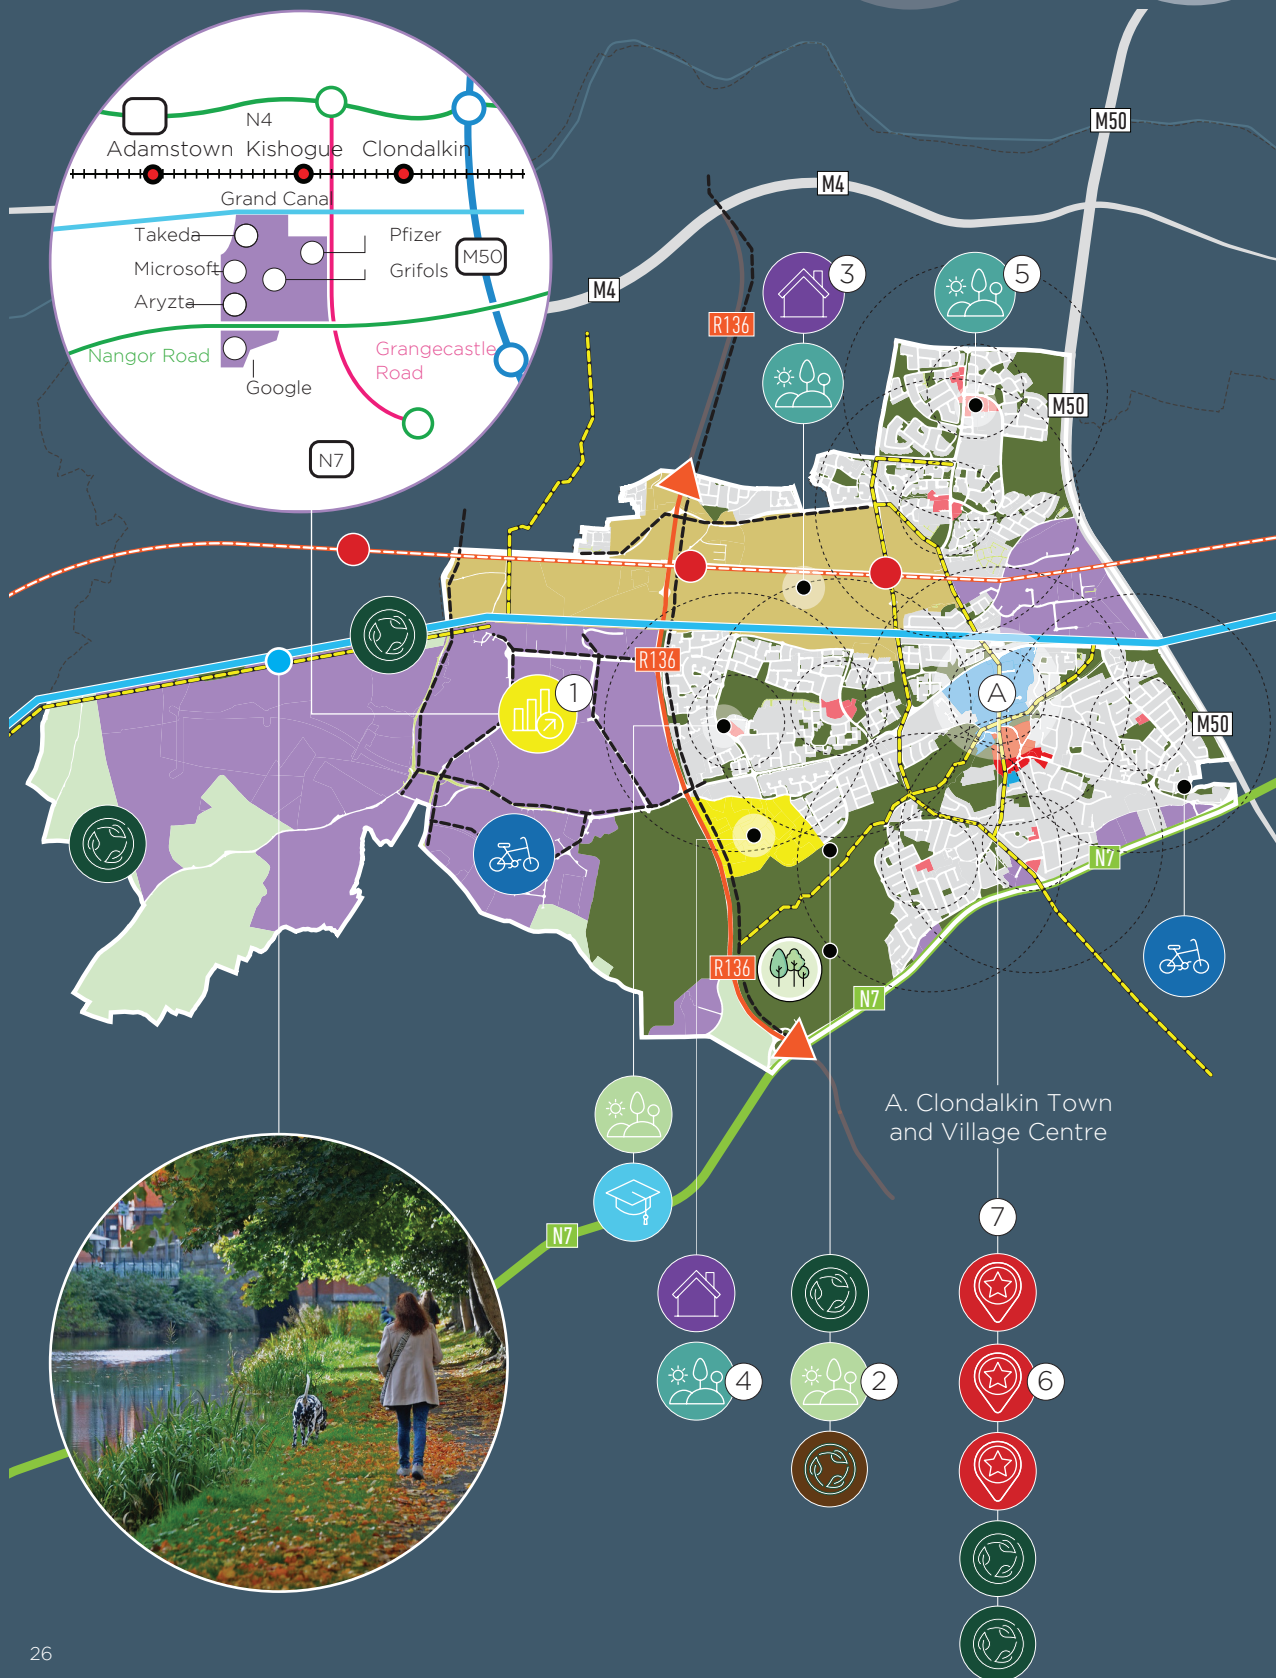 M50
N4
Adamstown Kishogue Clondalkin
M4
Grand Canal
Takeda
Pfizer
Microsoft
M50
Grifols
Aryzta
M4
3
5
R136
Nangor Road
Grangecastle
Road
Google
M50
N7
R136
1
A
M50
N7
R136
N7
A. Clondalkin Town
and Village Centre
7
N7
4
2
6
26